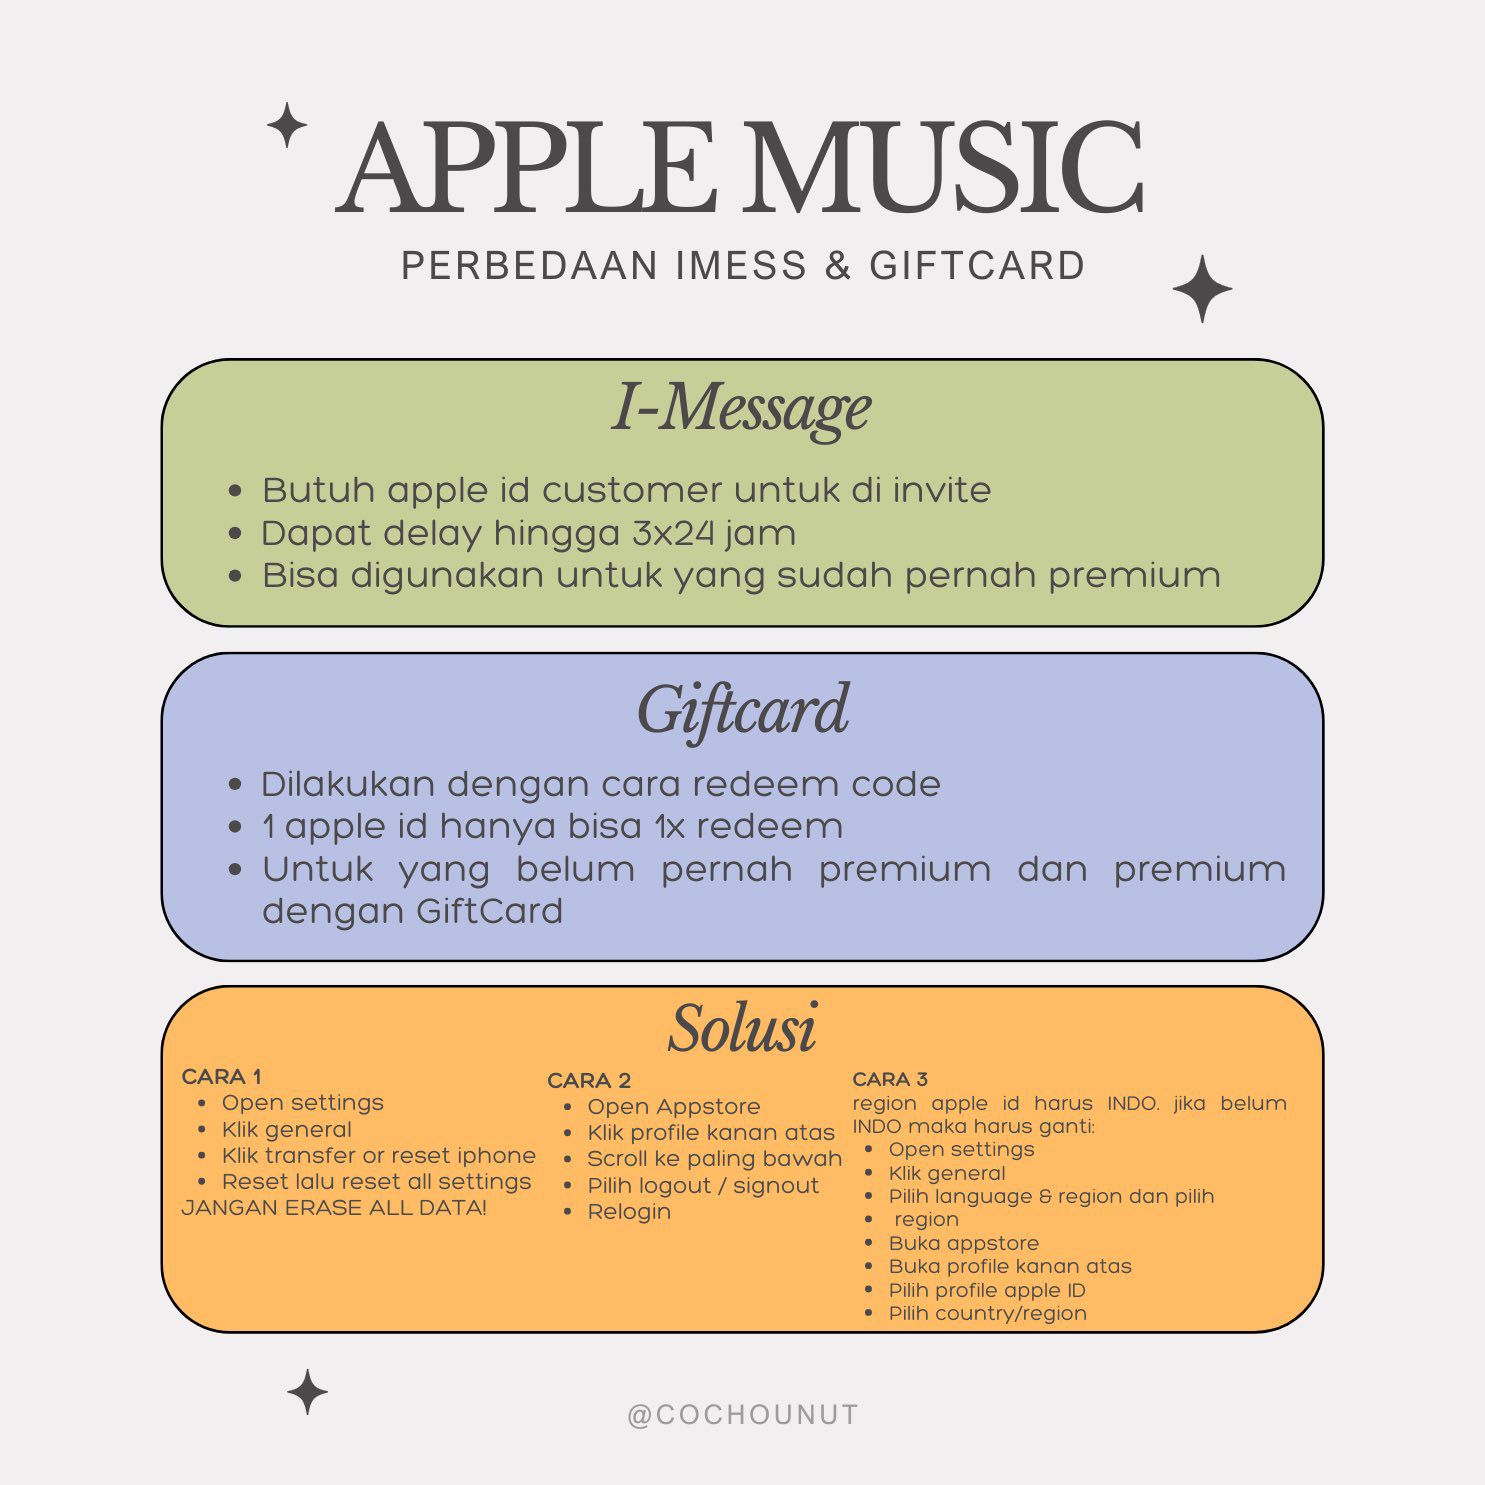 APPLE MUSIC
PERBEDAAN IMESS & GIFTCARD
I-Message
• Butuh apple id customer untuk di invite
• Dapat delay hingga 3x24 jam
• Bisa digunakan untuk yang sudah pernah premium
Giftcard
• Dilakukan dengan cara redeem code
• 1 apple id hanya bisa 1x redeem
• Untuk yang belum pernah premium dan premium
dengan GiftCard
Solusi
CARA 1
• Open settings
• Klik general
• Klik transfer or reset iphone
• Reset lalu reset all settings
JANGAN ERASE ALL DATA!
CARA 2
• Open Appstore
• Klik profile kanan atas
• Scroll ke paling bawah
• Pilih logout / signout
• Relogin
CARA 3
region apple id harus INDO. jika belum
INDO maka harus ganti:
• Open settings
• Klik general
• Pilih language & region dan pilih
• region
• Buka appstore
• Buka profile kanan atas
• Pilih profile apple ID
• Pilih country/region
@COCHOUNUT